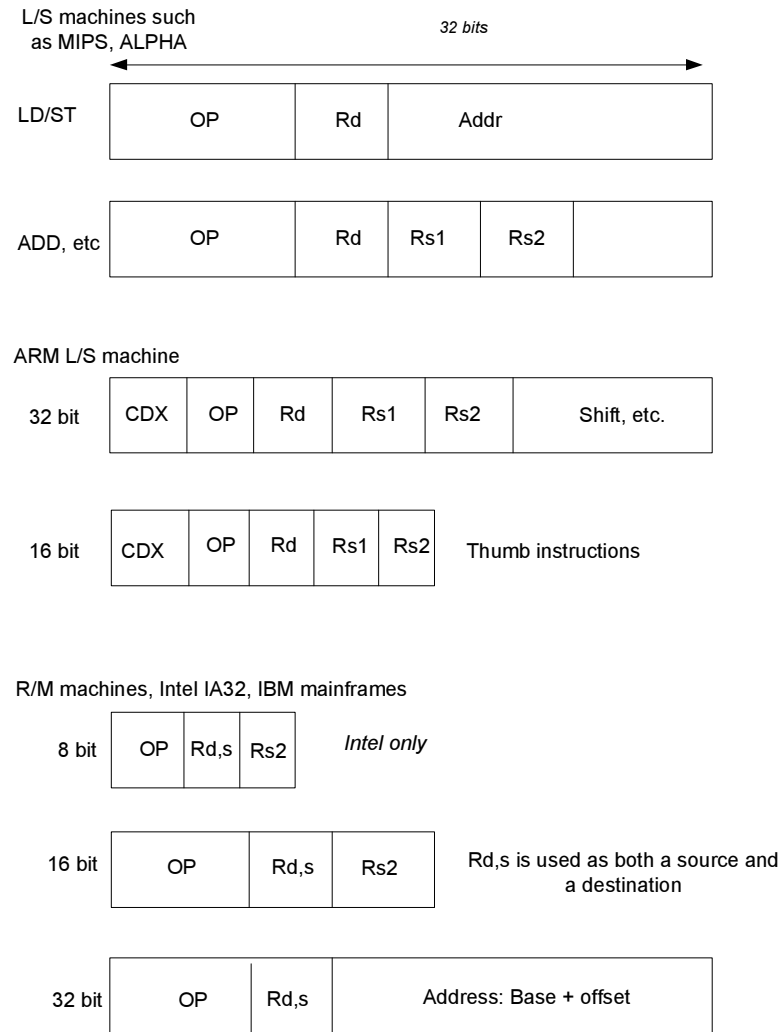 L/S machines such
as MIPS, ALPHA
32 bits
LD/ST
OP
Rd
Addr
ADD, etc
OP
Rd
Rs1
Rs2
ARM L/S machine
32 bit
CDX
OP
Rd
Rs1
Rs2
Shift, etc.
16 bit
CDX
OP
Rd
Rs1
Rs2
Thumb instructions
R/M machines, Intel IA32, IBM mainframes
8 bit
OP
Rd,s
Rs2
Intel only
16 bit
OP
Rd,s
Rs2
Rd,s is used as both a source and
a destination
32 bit
OP
Rd,s
Address: Base + offset